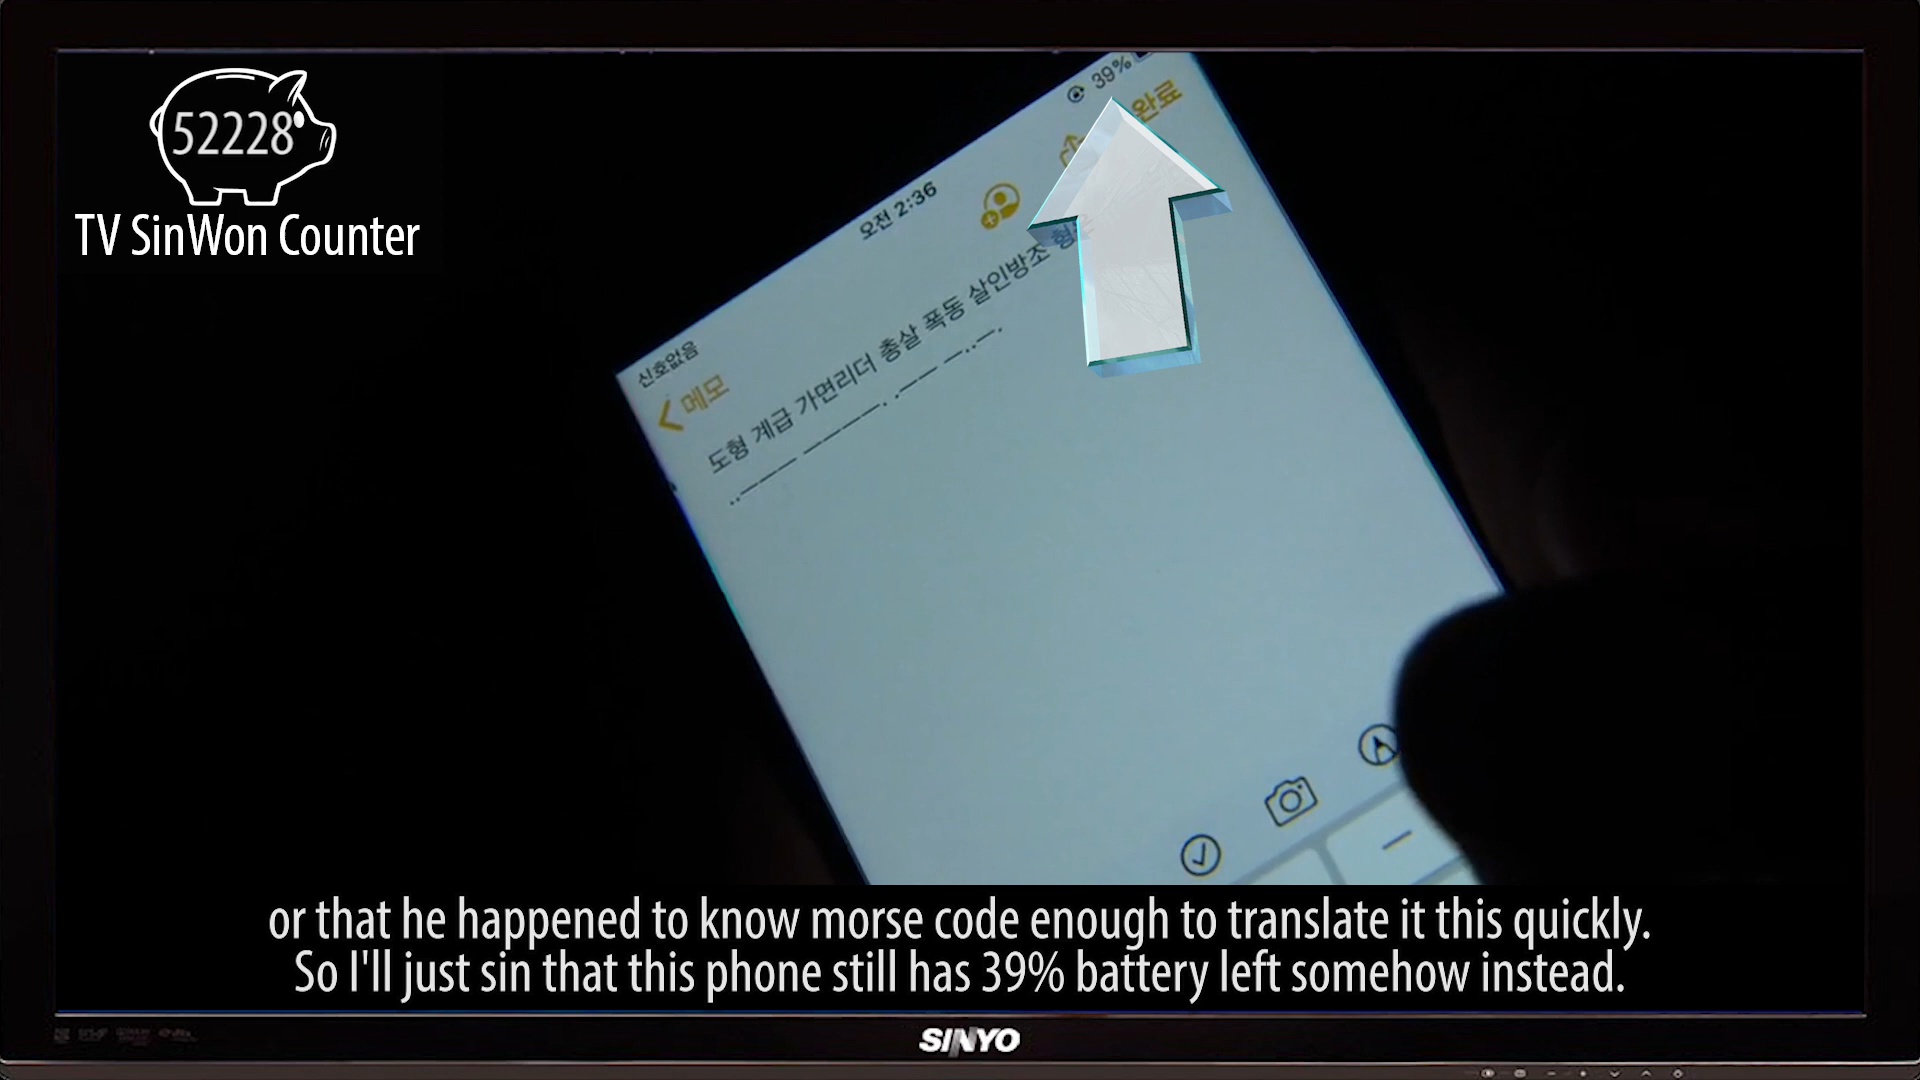 52228
TV SinWon Counter
39%
완료
오전 2:36
신호없음
메모
도형 계급 가면리더 총살 폭동 살인방조
..——— ————. .—— —..—.
or that he happened to know morse code enough to translate it this quickly.
So I'll just sin that this phone still has 39% battery left somehow instead.
SINYO